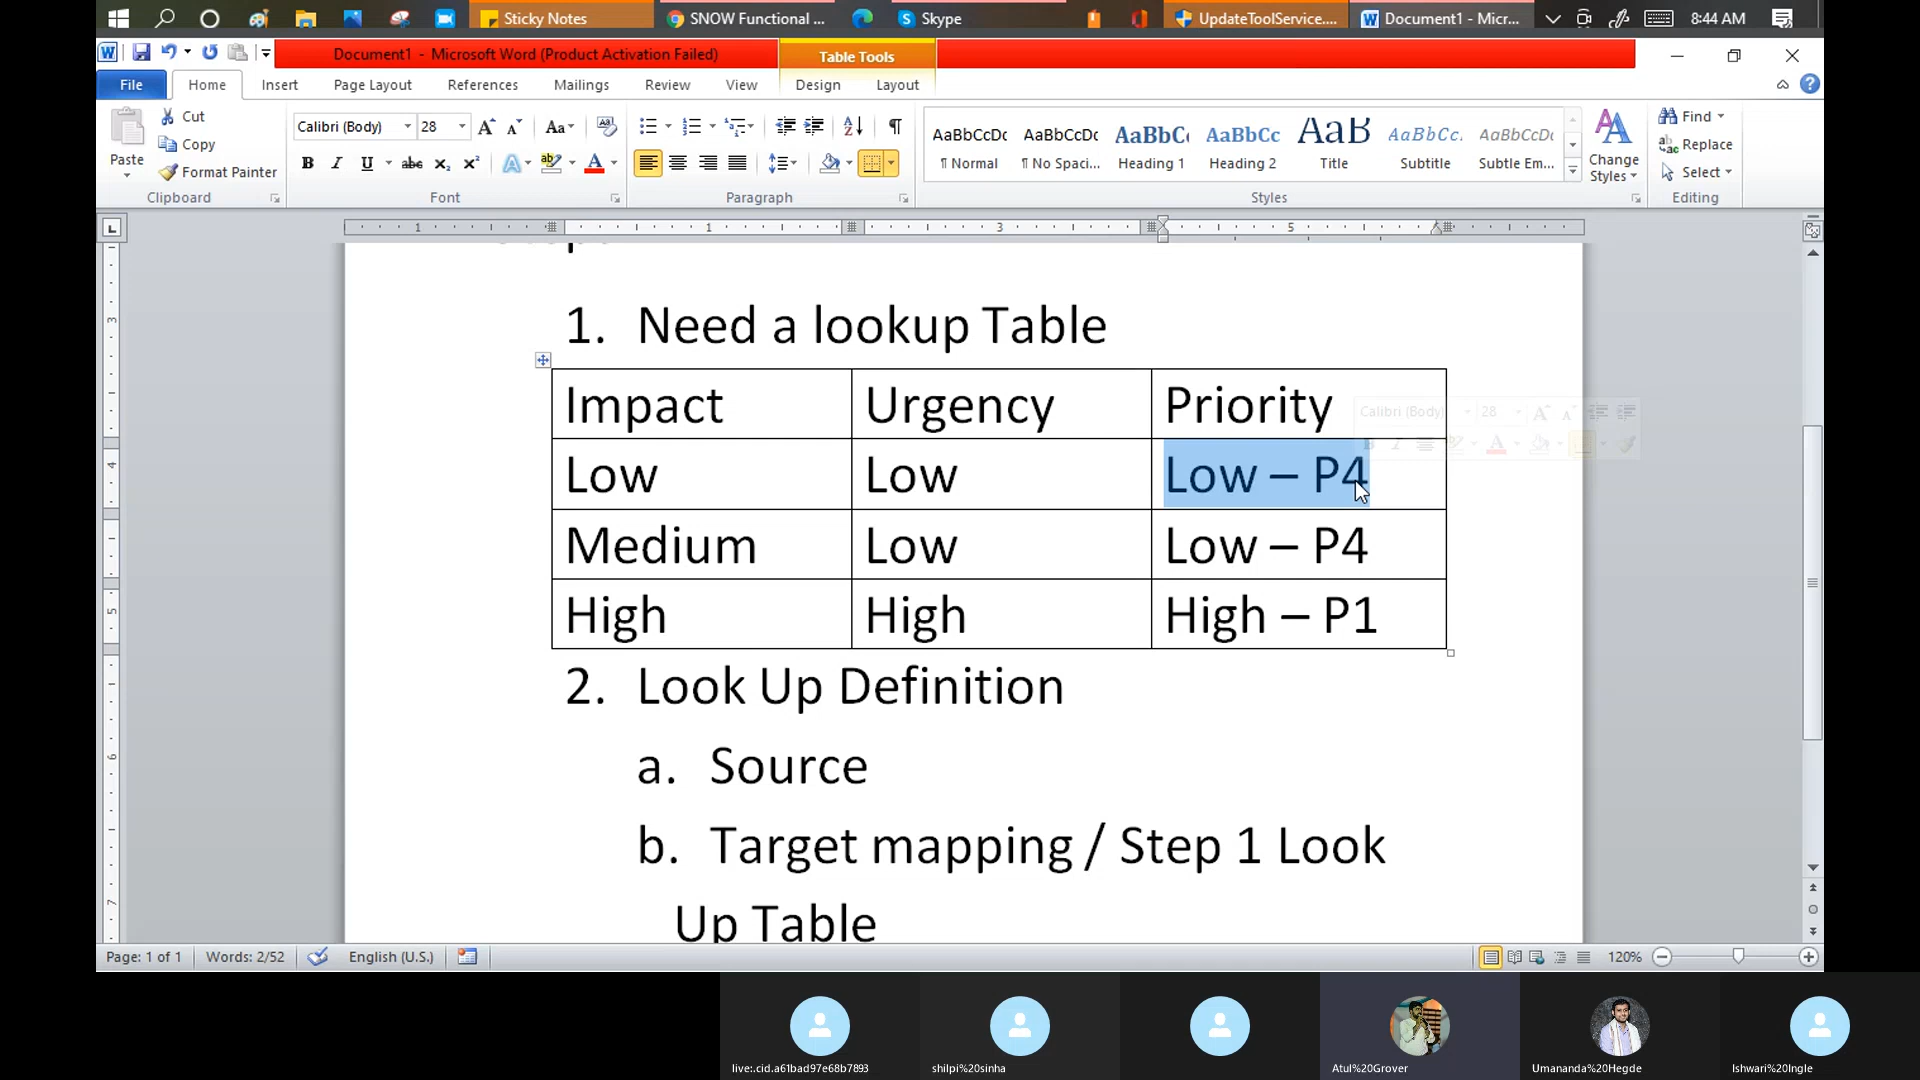 Sticky Notes
SNOW Functional ...
Skype
UpdateToolService....
Document1 - Micr...
8:44 AM
Document1 - Microsoft Word (Product Activation Failed)
Table Tools
File
Home
Insert
Page Layout
References
Mailings
Review
View
Design
Layout
Paste
Cut
Copy
Format Painter
Clipboard
Calibri (Body)
28
Font
Paragraph
AaBbCcDc
¶ Normal
AaBbCcDc
¶ No Spaci...
AaBbC
Heading 1
AaBbCc
Heading 2
AaB
Title
AaBbCc.
Subtitle
AaBbCcDc
Subtle Em...
Change
Styles
Styles
Find
Replace
Select
Editing
1. Need a lookup Table
Impact Urgency Priority
Calibri (Body) 28
Low Low Low – P4
Medium Low Low – P4
High High High – P1
2. Look Up Definition
a. Source
b. Target mapping / Step 1 Look
Up Table
Page: 1 of 1
Words: 2/52
English (U.S.)
120%
live:.cid.a61bad97e68b7893
shilpi%20sinha
Atul%20Grover
Umananda%20Hegde
Ishwari%20Ingle